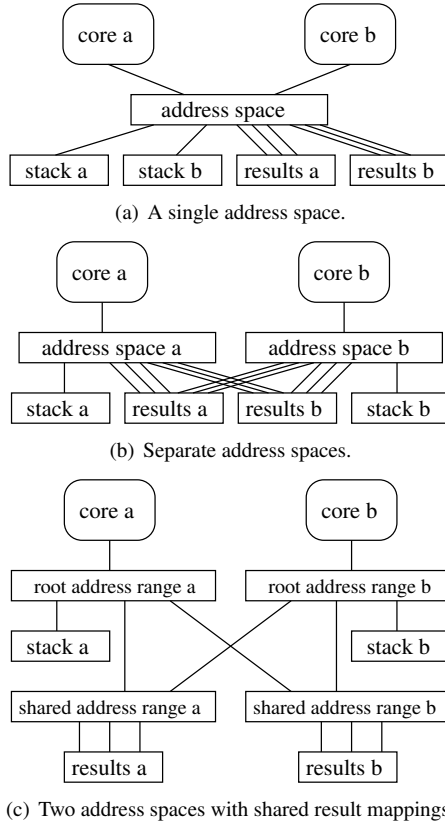 core a
core b
address space
stack a
stack b
results a
results b
(a) A single address space.
core a
core b
address space a
address space b
stack a
results a
results b
stack b
(b) Separate address spaces.
core a
core b
root address range a
root address range b
stack a
stack b
shared address range a
shared address range b
results a
results b
(c) Two address spaces with shared result mappings